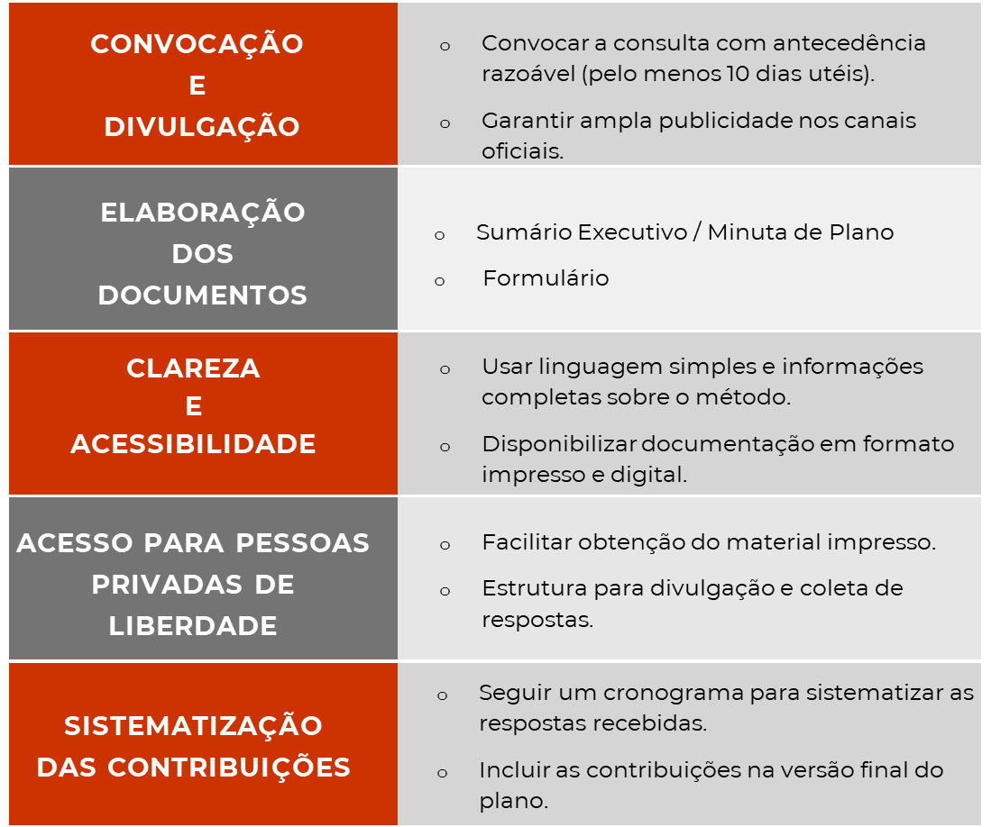 CONVOCAÇÃO
E
DIVULGAÇÃO
o Convocar a consulta com antecedência
razoável (pelo menos 10 dias utéis).
o Garantir ampla publicidade nos canais
oficiais.
ELABORAÇÃO
DOS
DOCUMENTOS
o Sumário Executivo / Minuta de Plano
o Formulário
CLAREZA
E
ACESSIBILIDADE
o Usar linguagem simples e informações
completas sobre o método.
o Disponibilizar documentação em formato
impresso e digital.
ACESSO PARA PESSOAS
PRIVADAS DE
LIBERDADE
o Facilitar obtenção do material impresso.
o Estrutura para divulgação e coleta de
respostas.
SISTEMATIZAÇÃO
DAS CONTRIBUIÇÕES
o Seguir um cronograma para sistematizar as
respostas recebidas.
o Incluir as contribuições na versão final do
plano.